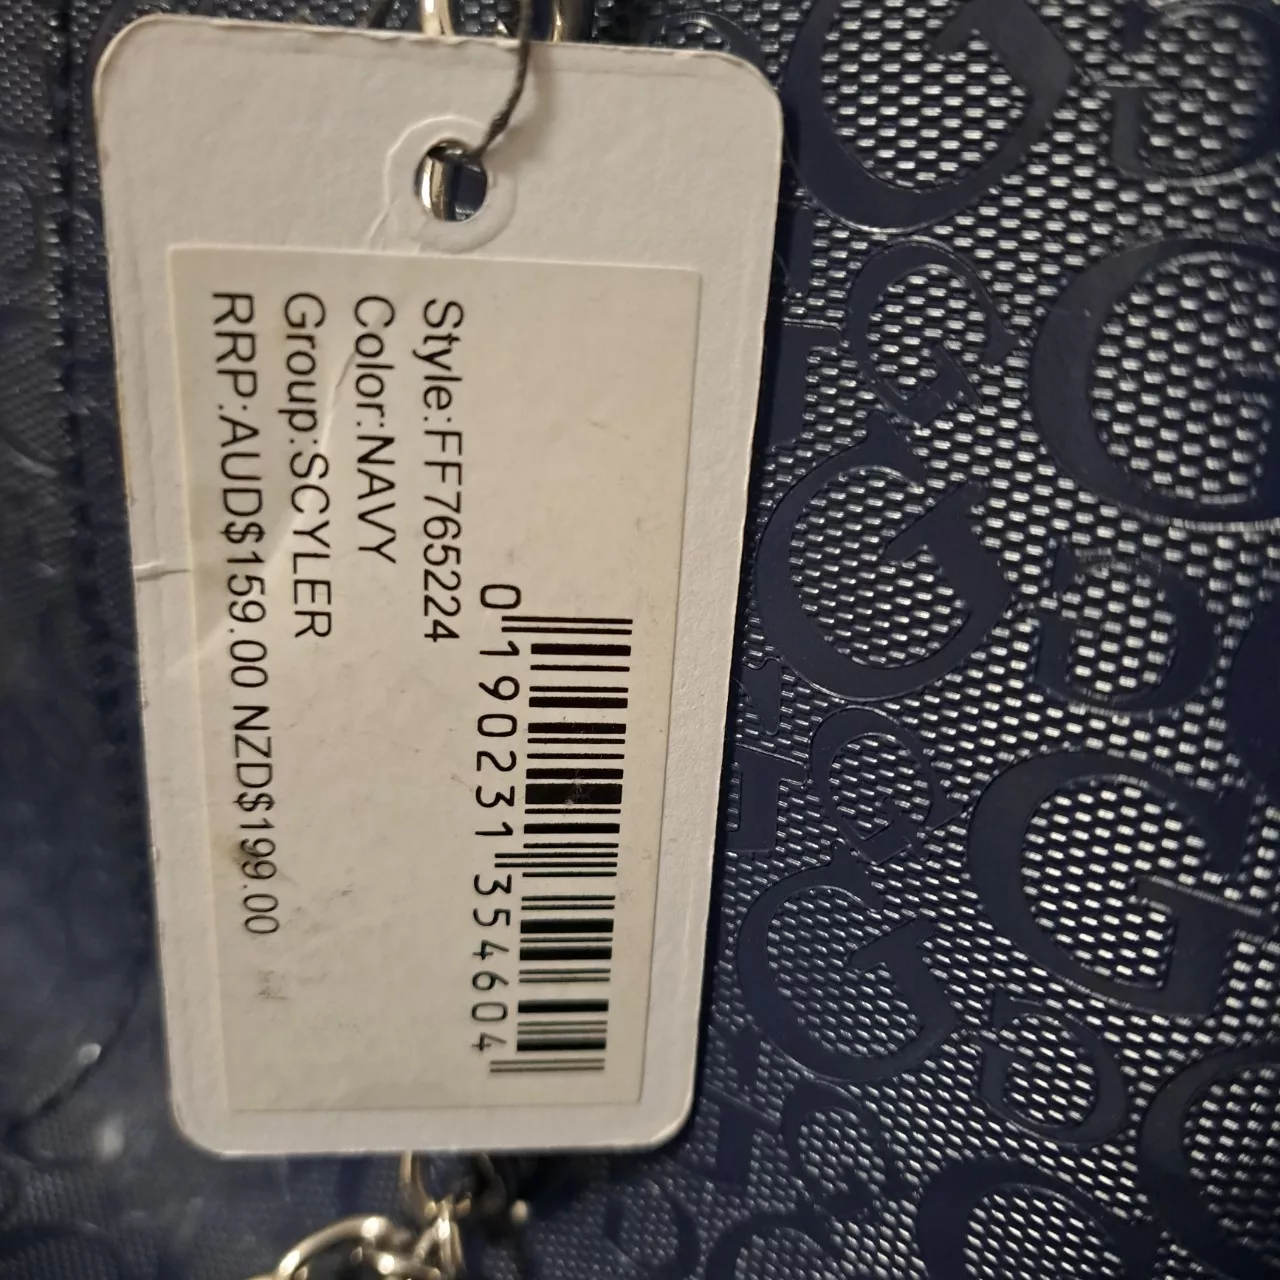 0 190231 354604
Style:FF765224
Color:NAVY
Group:SCYLER
RRP:AUD$159.00 NZD$199.00